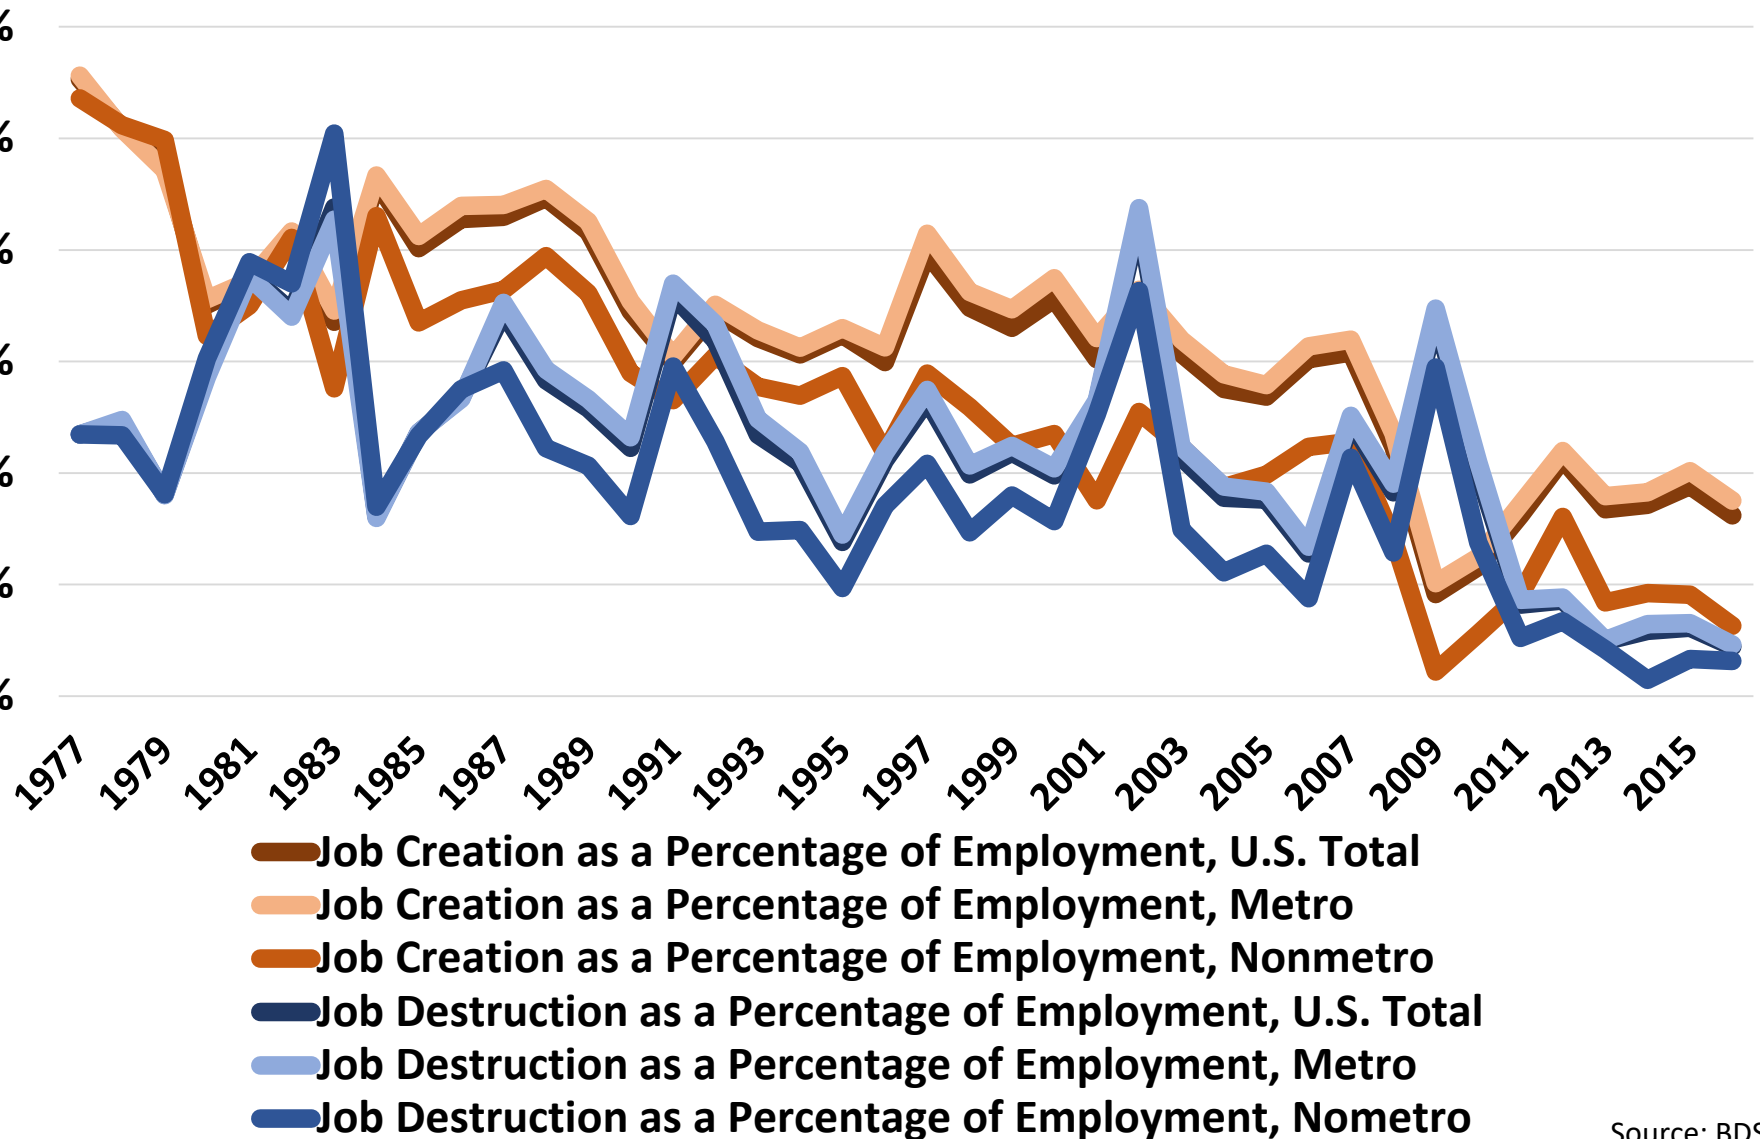 %
%
%
%
%
%
%
1977 1979 1981 1983 1985 1987 1989 1991 1993 1995 1997 1999 2001 2003 2005 2007 2009 2011 2013 2015
Job Creation as a Percentage of Employment, U.S. Total
Job Creation as a Percentage of Employment, Metro
Job Creation as a Percentage of Employment, Nonmetro
Job Destruction as a Percentage of Employment, U.S. Total
Job Destruction as a Percentage of Employment, Metro
Job Destruction as a Percentage of Employment, Nometro
Source: BDS